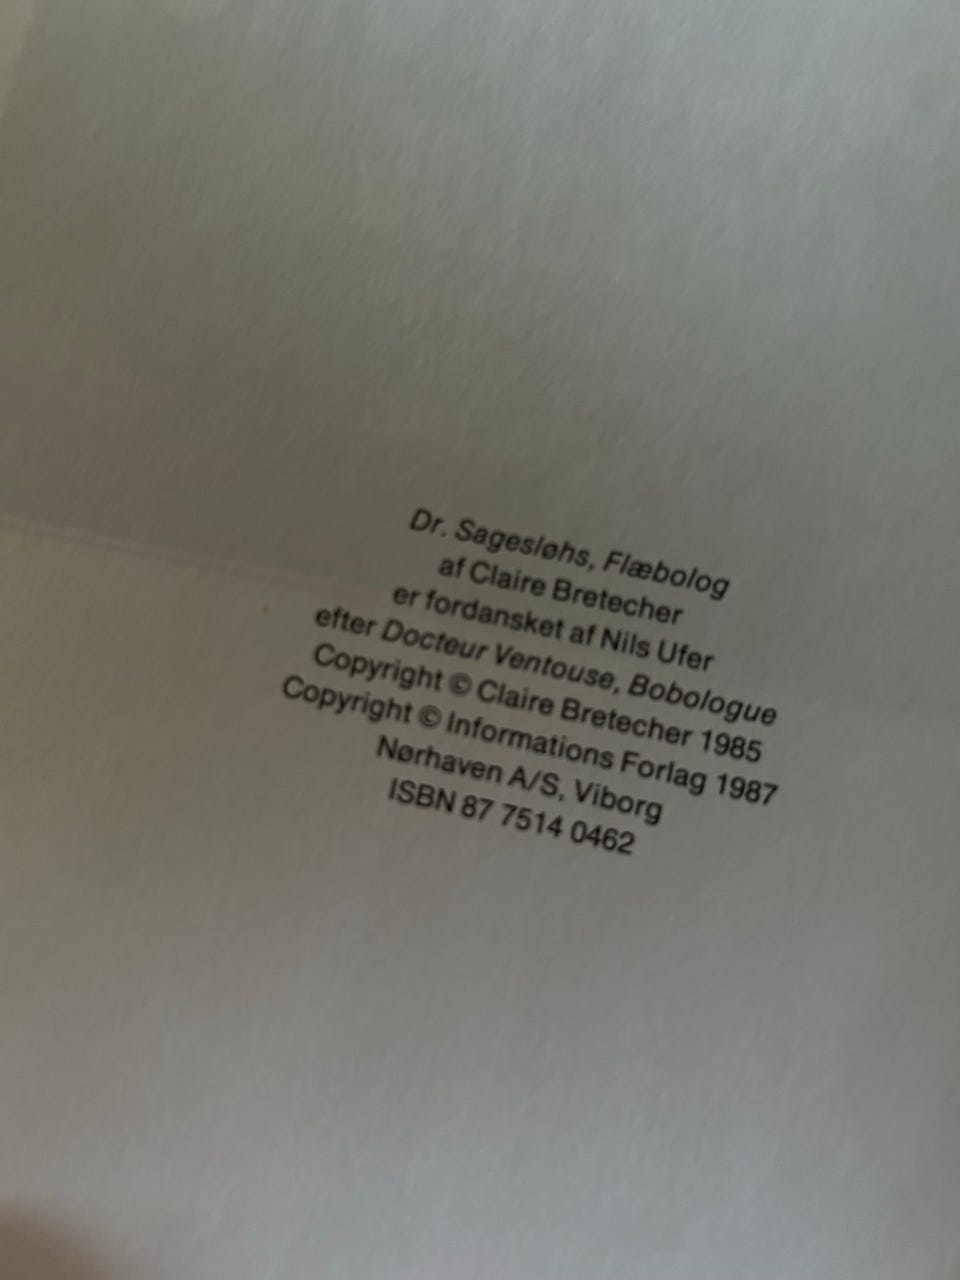 Dr. Sagesløhs, Flæbolog
af Claire Bretecher
er fordansket af Nils Ufer
efter Docteur Ventouse, Bobologue
Copyright © Claire Bretecher 1985
Copyright © Informations Forlag 1987
Nørhaven A/S, Viborg
ISBN 87 7514 0462